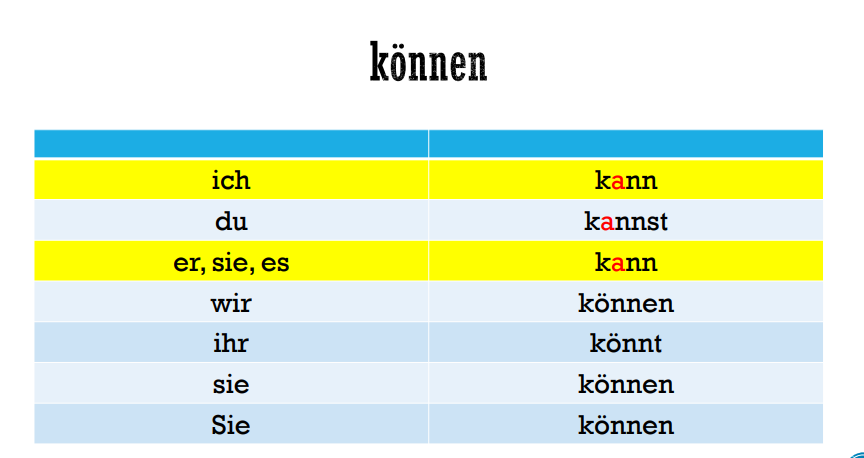 können
ich kann
du kannst
er, sie, es kann
wir können
ihr könnt
sie können
Sie können